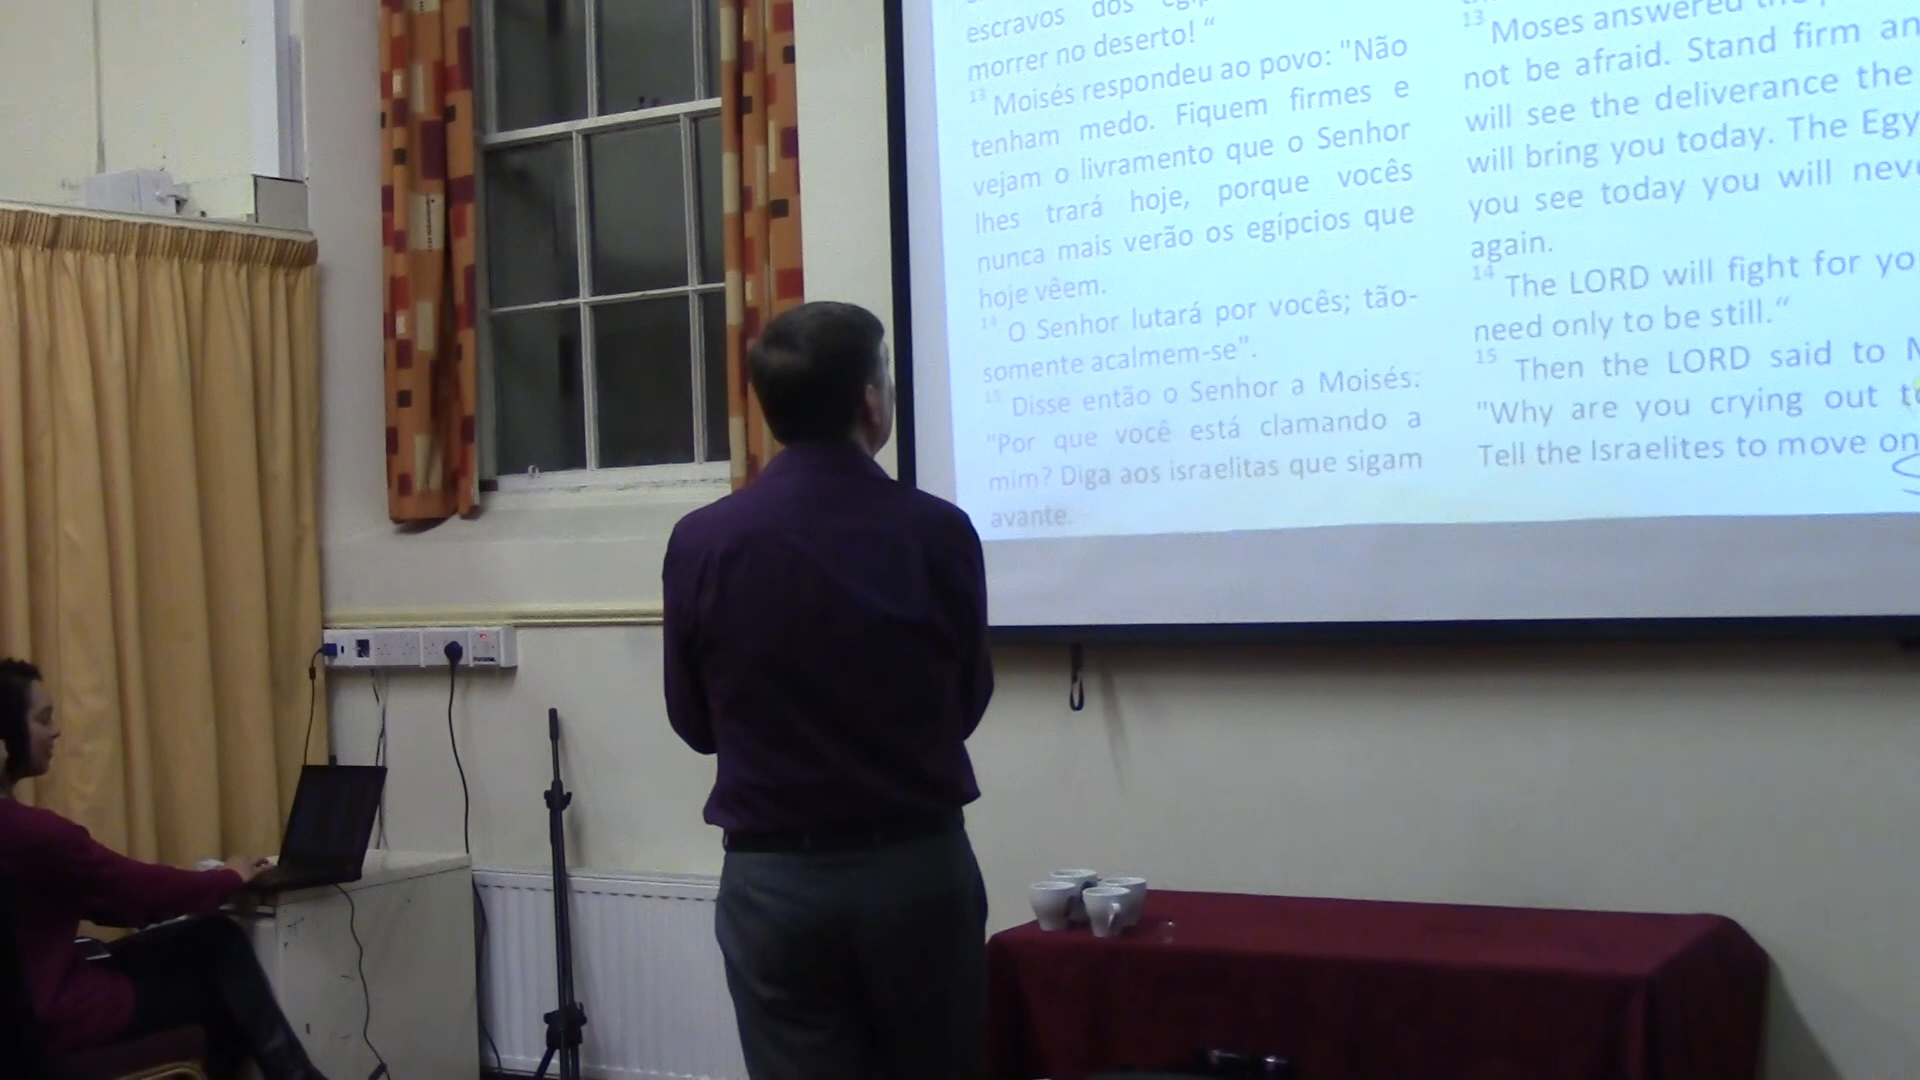 escravos dos
morrer no deserto! “
13 Moisés respondeu ao povo: "Não
tenham medo. Fiquem firmes e
vejam o livramento que o Senhor
lhes trará hoje, porque vocês
nunca mais verão os egípcios que
hoje vêem.
14 O Senhor lutará por vocês; tão-
somente acalmem-se".
15 Disse então o Senhor a Moisés:
"Por que você está clamando a
mim? Diga aos israelitas que sigam
avante.
13 Moses answered
not be afraid. Stand firm
will see the deliverance the
will bring you today. The
you see today you will
again.
14 The LORD will fight for
need only to be still.“
15 Then the LORD said to
"Why are you crying out
Tell the Israelites to move on